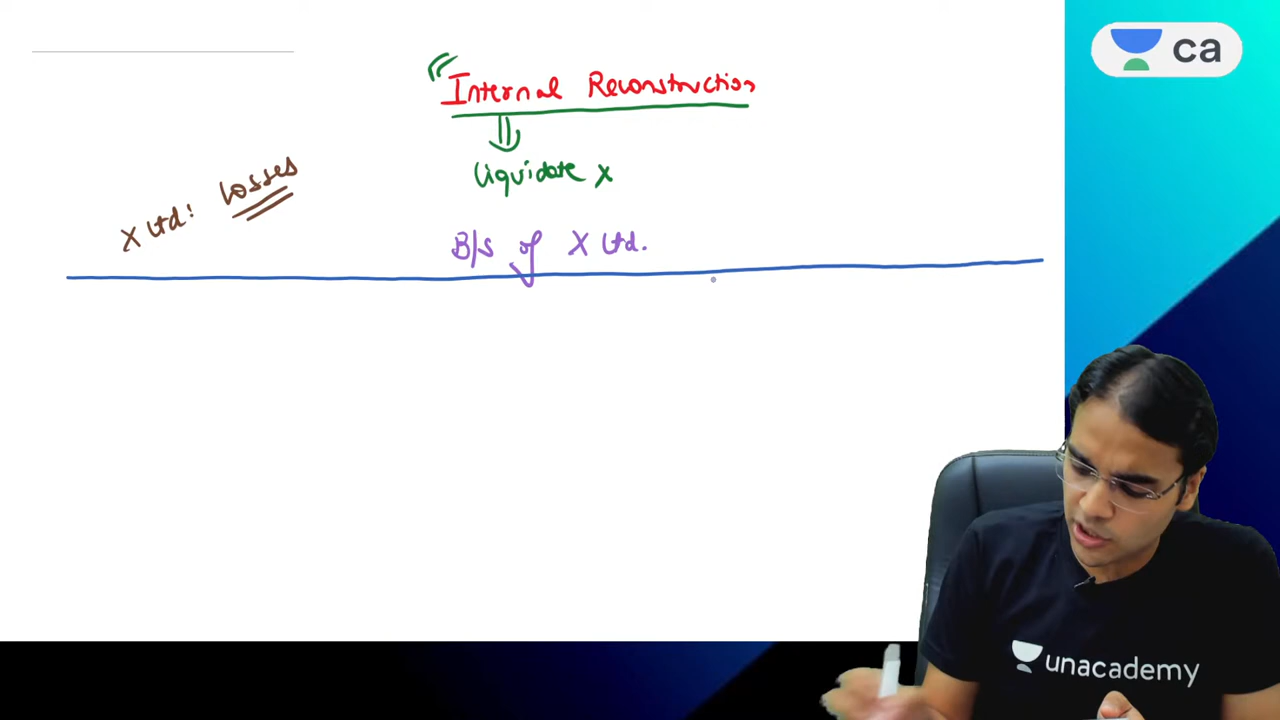 Internal Reconstruction
Liquidate X
X Ltd: Losses
B/S of X Ltd.
ca
unacademy